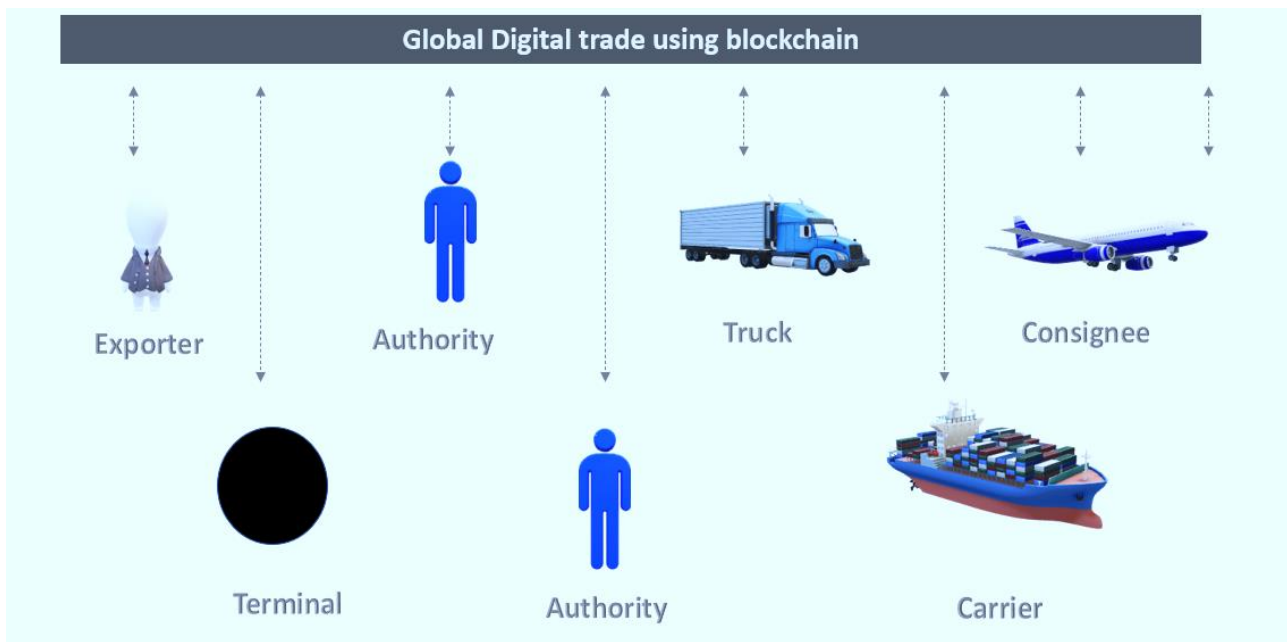 Global Digital trade using blockchain
Exporter
Authority
Truck
Consignee
Terminal
Authority
Carrier